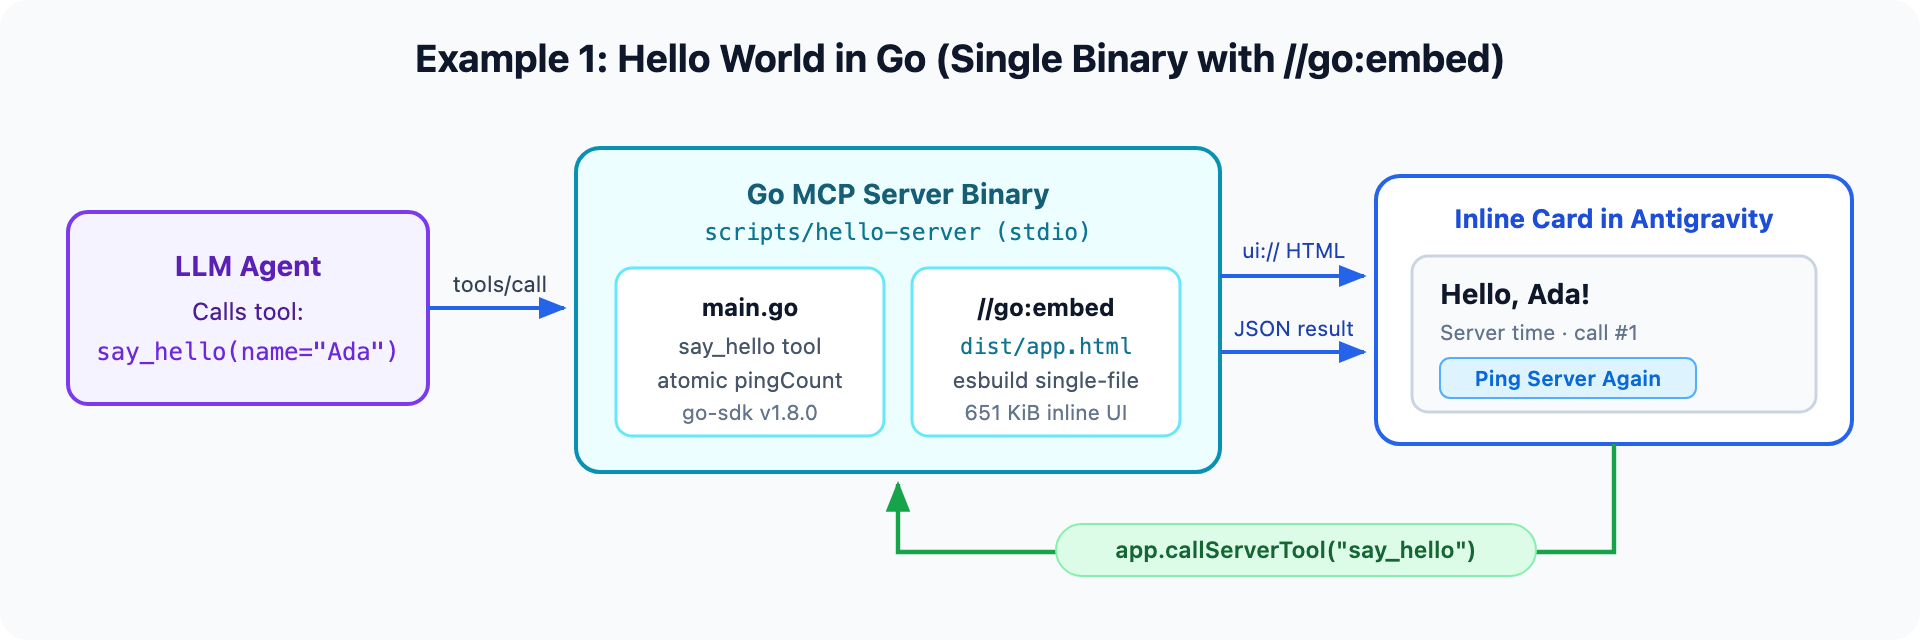 Example 1: Hello World in Go (Single Binary with //go:embed)
LLM Agent
Calls tool:
say_hello(name="Ada")
tools/call
Go MCP Server Binary
scripts/hello-server (stdio)
main.go
say_hello tool
atomic pingCount
go-sdk v1.8.0
//go:embed
dist/app.html
esbuild single-file
651 KiB inline UI
ui:// HTML
JSON result
Inline Card in Antigravity
Hello, Ada!
Server time · call #1
Ping Server Again
app.callServerTool("say_hello")